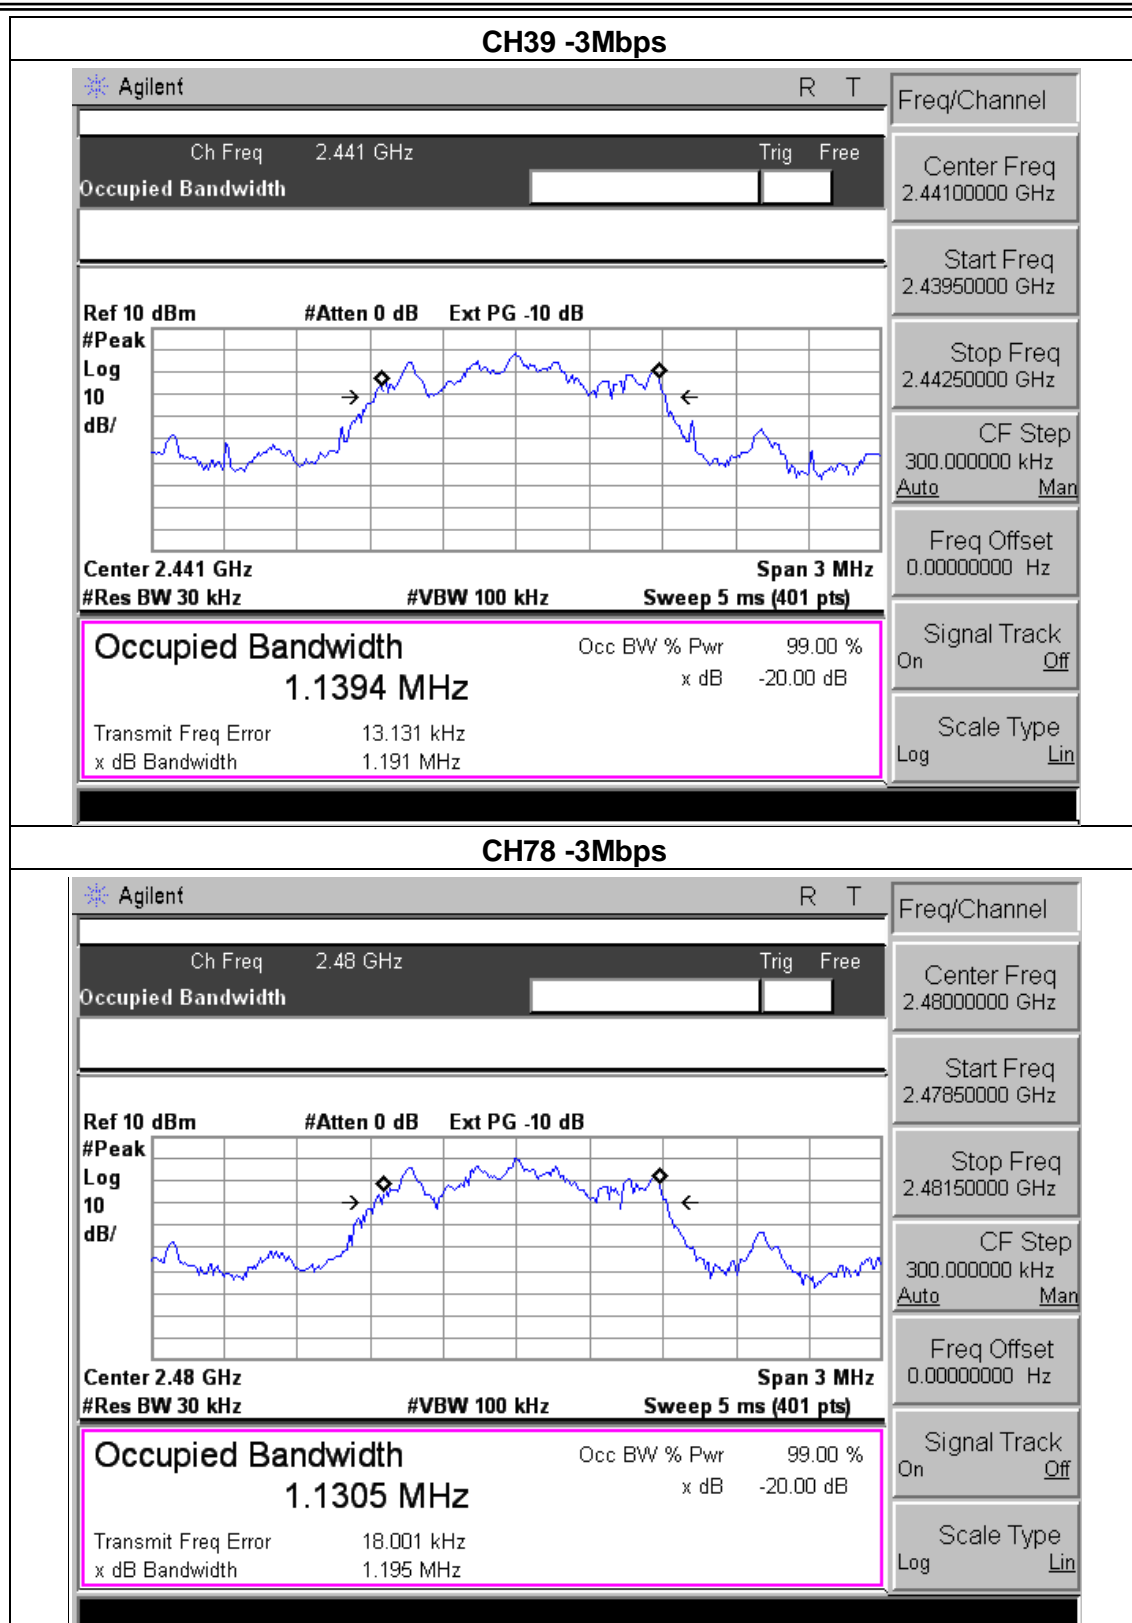 CH39 -3Mbps
Agilent R T
Freq/Channel
Ch Freq 2.441 GHz Trig Free
Occupied Bandwidth
Center Freq
2.44100000 GHz
Start Freq
2.43950000 GHz
Stop Freq
2.44250000 GHz
CF Step
300.000000 kHz
Auto Man
Freq Offset
0.00000000 Hz
Signal Track
On Off
Scale Type
Log Lin
Ref 10 dBm #Atten 0 dB Ext PG -10 dB
#Peak
Log
10
dB/
Center 2.441 GHz Span 3 MHz
#Res BW 30 kHz #VBW 100 kHz Sweep 5 ms (401 pts)
Occupied Bandwidth Occ BW % Pwr 99.00 %
1.1394 MHz x dB -20.00 dB
Transmit Freq Error 13.131 kHz
x dB Bandwidth 1.191 MHz
CH78 -3Mbps
Agilent R T
Freq/Channel
Ch Freq 2.48 GHz Trig Free
Occupied Bandwidth
Center Freq
2.48000000 GHz
Start Freq
2.47850000 GHz
Stop Freq
2.48150000 GHz
CF Step
300.000000 kHz
Auto Man
Freq Offset
0.00000000 Hz
Signal Track
On Off
Scale Type
Log Lin
Ref 10 dBm #Atten 0 dB Ext PG -10 dB
#Peak
Log
10
dB/
Center 2.48 GHz Span 3 MHz
#Res BW 30 kHz #VBW 100 kHz Sweep 5 ms (401 pts)
Occupied Bandwidth Occ BW % Pwr 99.00 %
1.1305 MHz x dB -20.00 dB
Transmit Freq Error 18.001 kHz
x dB Bandwidth 1.195 MHz